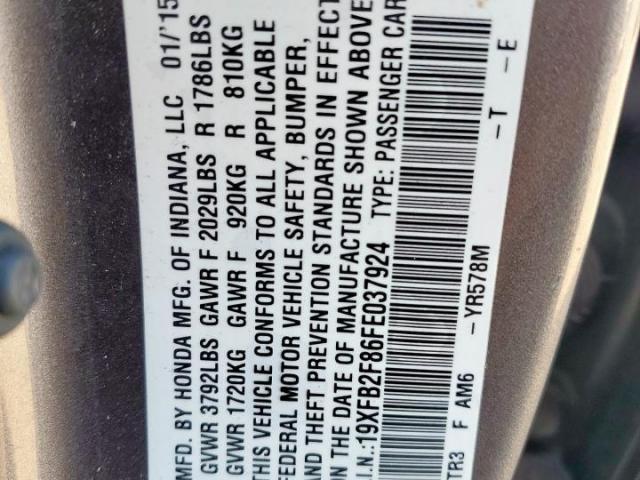 MFD. BY HONDA MFG. OF INDIANA, LLC 01/'15
GVWR 3792LBS GAWR F 2029LBS R 1786LBS
GVWR 1720KG GAWR F 920KG R 810KG
THIS VEHICLE CONFORMS TO ALL APPLICABLE
FEDERAL MOTOR VEHICLE SAFETY, BUMPER,
AND THEFT PREVENTION STANDARDS IN EFFECT
ON THE DATE OF MANUFACTURE SHOWN ABOVE
.I.N.:19XFB2F86FE037924 TYPE: PASSENGER CAR
TR3 F AM6 -YR578M -T -E